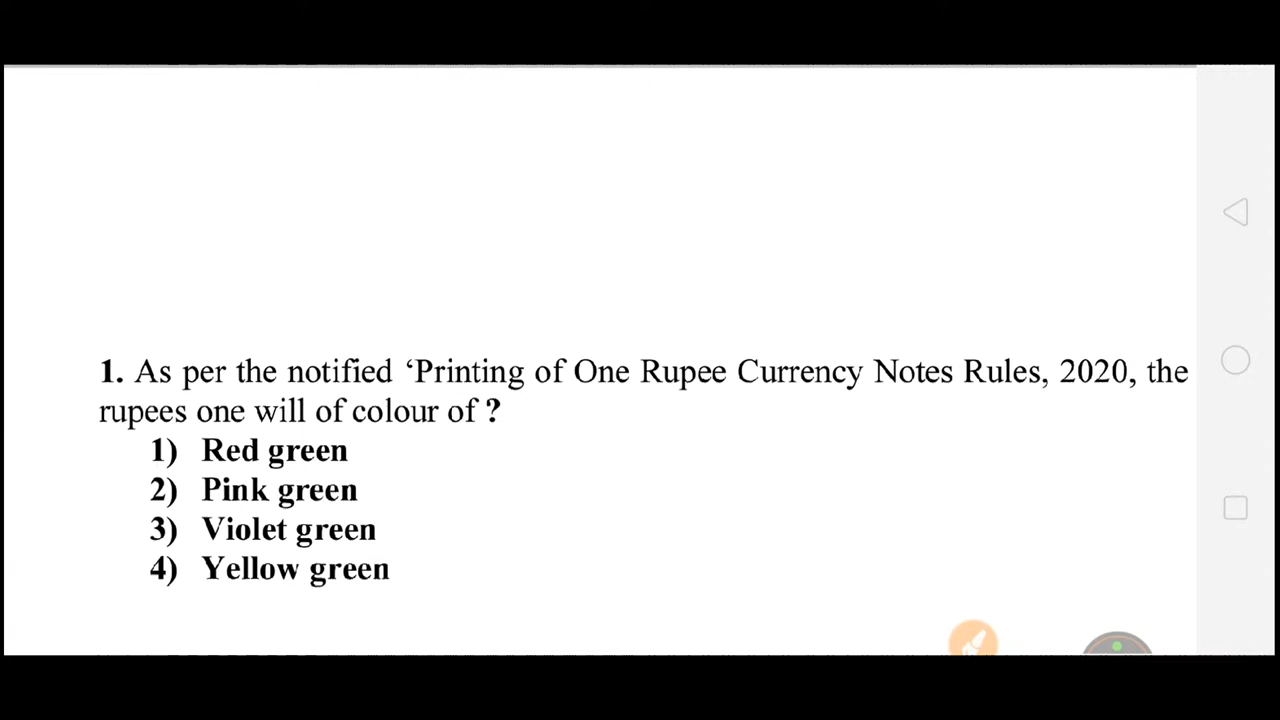 1. As per the notified ‘Printing of One Rupee Currency Notes Rules, 2020, the
rupees one will of colour of ?
1) Red green
2) Pink green
3) Violet green
4) Yellow green